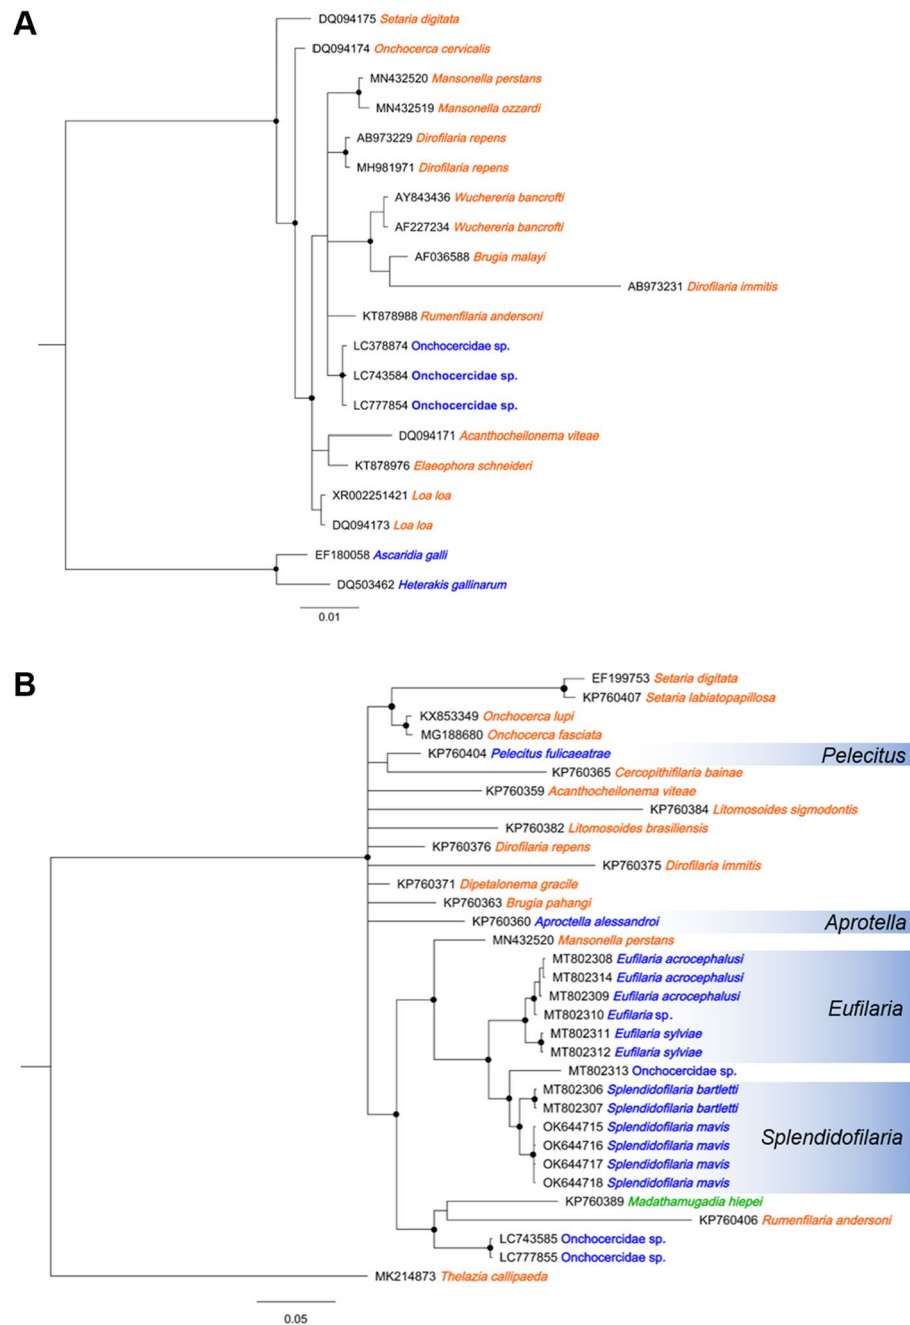 A
DQ094175 Setaria digitata
DQ094174 Onchocerca cervicalis
MN432520 Mansonella perstans
MN432519 Mansonella ozzardi
AB973229 Dirofilaria repens
MH981971 Dirofilaria repens
AY843436 Wuchereria bancrofti
AF227234 Wuchereria bancrofti
AF036588 Brugia malayi
AB973231 Dirofilaria immitis
KT878988 Rumenfilaria andersoni
LC378874 Onchocercidae sp.
LC743584 Onchocercidae sp.
LC777854 Onchocercidae sp.
DQ094171 Acanthocheilonema viteae
KT878976 Elaeophora schneideri
XR002251421 Loa loa
DQ094173 Loa loa
EF180058 Ascaridia galli
DQ503462 Heterakis gallinarum
0.01
B
EF199753 Setaria digitata
KP760407 Setaria labiatopapillosa
KX853349 Onchocerca lupi
MG188680 Onchocerca fasciata
KP760404 Pelecitus fulicaeatrae
Pelecitus
KP760365 Cercopithifilaria bainae
KP760359 Acanthocheilonema viteae
KP760384 Litomosoides sigmodontis
KP760382 Litomosoides brasiliensis
KP760376 Dirofilaria repens
KP760375 Dirofilaria immitis
KP760371 Dipetalonema gracile
KP760363 Brugia pahangi
KP760360 Aproctella alessandroi
Aprotella
MN432520 Mansonella perstans
MT802308 Eufilaria acrocephalusi
MT802314 Eufilaria acrocephalusi
MT802309 Eufilaria acrocephalusi
MT802310 Eufilaria sp.
MT802311 Eufilaria sylviae
MT802312 Eufilaria sylviae
Eufilaria
MT802313 Onchocercidae sp.
MT802306 Splendidofilaria bartletti
MT802307 Splendidofilaria bartletti
OK644715 Splendidofilaria mavis
OK644716 Splendidofilaria mavis
OK644717 Splendidofilaria mavis
OK644718 Splendidofilaria mavis
Splendidofilaria
KP760389 Madathamugadia hiepei
KP760406 Rumenfilaria andersoni
LC743585 Onchocercidae sp.
LC777855 Onchocercidae sp.
MK214873 Thelazia callipaeda
0.05